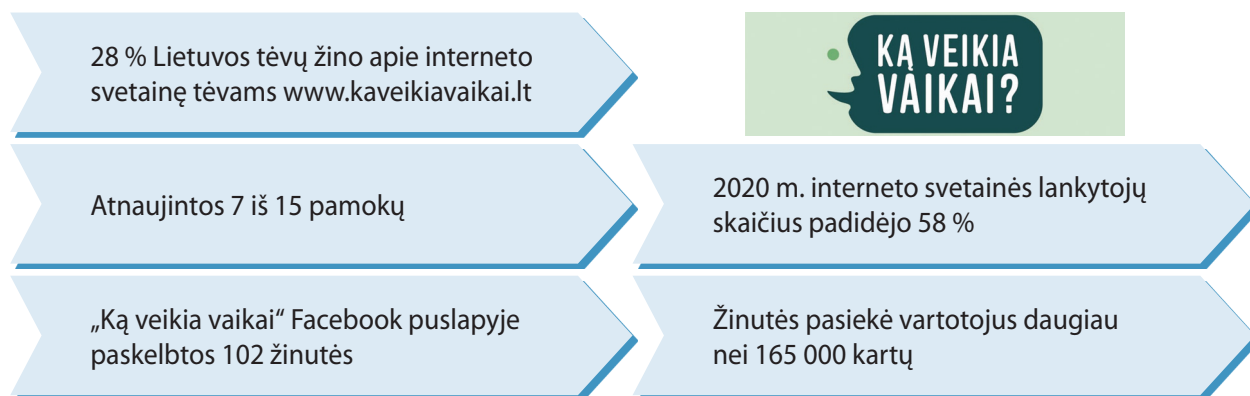 28 % Lietuvos tėvų žino apie interneto
svetainę tėvams www.kaveikiavaikai.lt
KĄ VEIKIA
VAIKAI?
Atnaujintos 7 iš 15 pamokų
2020 m. interneto svetainės lankytojų
skaičius padidėjo 58 %
„Ką veikia vaikai“ Facebook puslapyje
paskelbtos 102 žinutės
Žinutės pasiekė vartotojus daugiau
nei 165 000 kartų